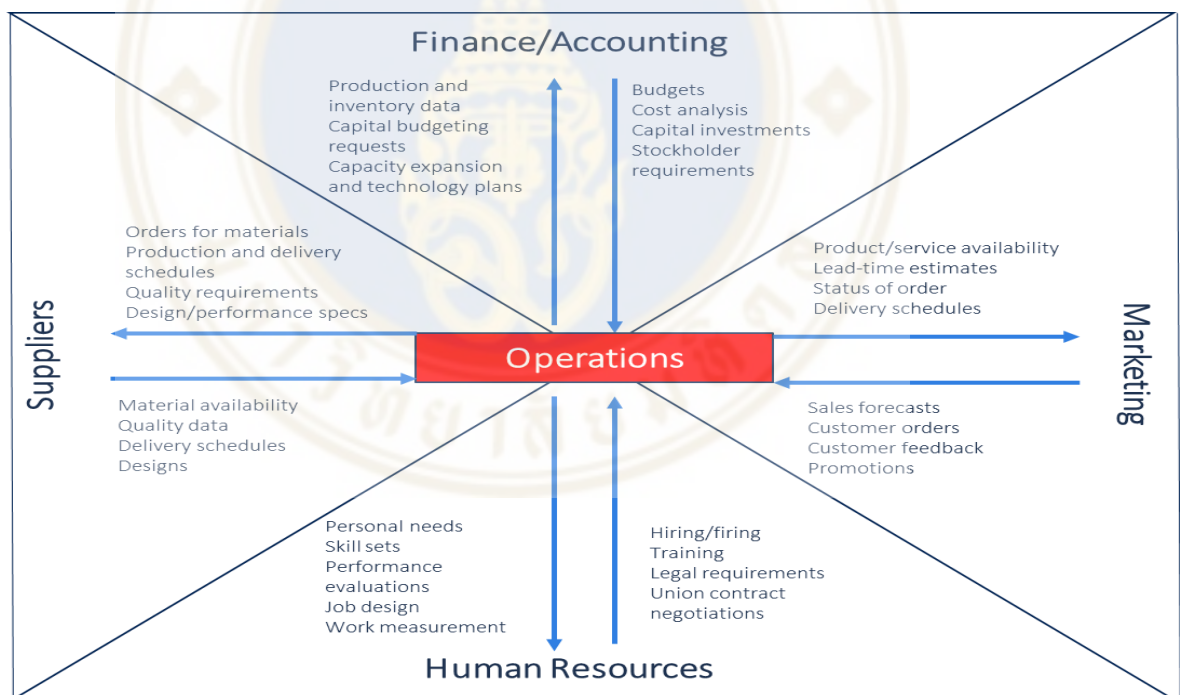 Finance/Accounting
Production and
inventory data
Capital budgeting
requests
Capacity expansion
and technology plans
Budgets
Cost analysis
Capital investments
Stockholder
requirements
Suppliers
Orders for materials
Production and delivery
schedules
Quality requirements
Design/performance specs
Product/service availability
Lead-time estimates
Status of order
Delivery schedules
Marketing
Operations
Material availability
Quality data
Delivery schedules
Designs
Sales forecasts
Customer orders
Customer feedback
Promotions
Personal needs
Skill sets
Performance
evaluations
Job design
Work measurement
Hiring/firing
Training
Legal requirements
Union contract
negotiations
Human Resources